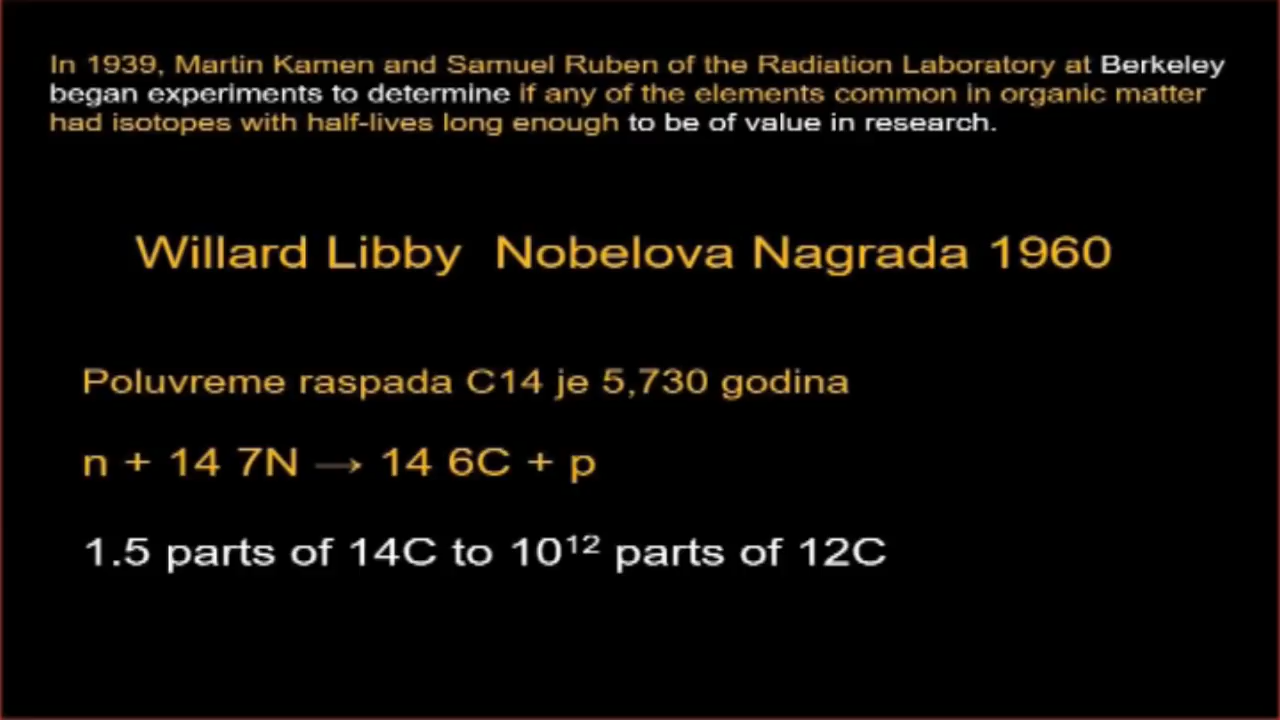 In 1939, Martin Kamen and Samuel Ruben of the Radiation Laboratory at Berkeley
began experiments to determine if any of the elements common in organic matter
had isotopes with half-lives long enough to be of value in research.
Willard Libby Nobelova Nagrada 1960
Poluvreme raspada C14 je 5,730 godina
n + 14 7N → 14 6C + p
1.5 parts of 14C to 10¹² parts of 12C